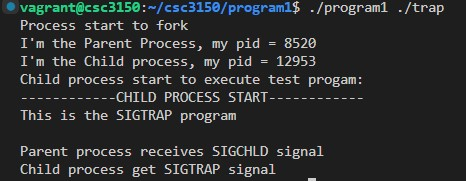 vagrant@csc3150:~/csc3150/program1$ ./program1 ./trap
Process start to fork
I'm the Parent Process, my pid = 8520
I'm the Child process, my pid = 12953
Child process start to execute test progam:
------------CHILD PROCESS START------------
This is the SIGTRAP program
Parent process receives SIGCHLD signal
Child process get SIGTRAP signal